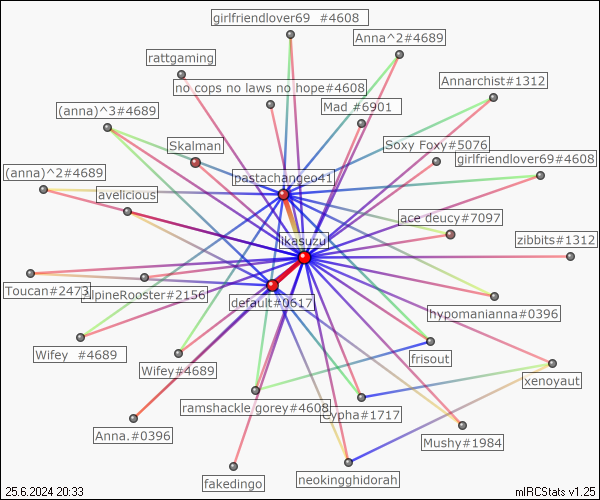 girlfriendlover69 #4608
Anna^2#4689
rattgaming
Annarchist#1312
no cops no laws no hope#4608
Mad #6901
(anna)^3#4689
Skalman
Soxy Foxy#5076
girlfriendlover69#4608
(anna)^2#4689
pastachangeo41
avelicious
ace deucy#7097
ikasuzu
zibbits#1312
Toucan#2473
AlpineRooster#2156
default#0617
hypomanianna#0396
Wifey #4689
frisout
Wifey#4689
xenoyaut
ramshackle gorey#4608
Cypha#1717
Anna.#0396
Mushy#1984
fakedingo
neokingghidorah
25.6.2024 20:33
mIRCStats v1.25